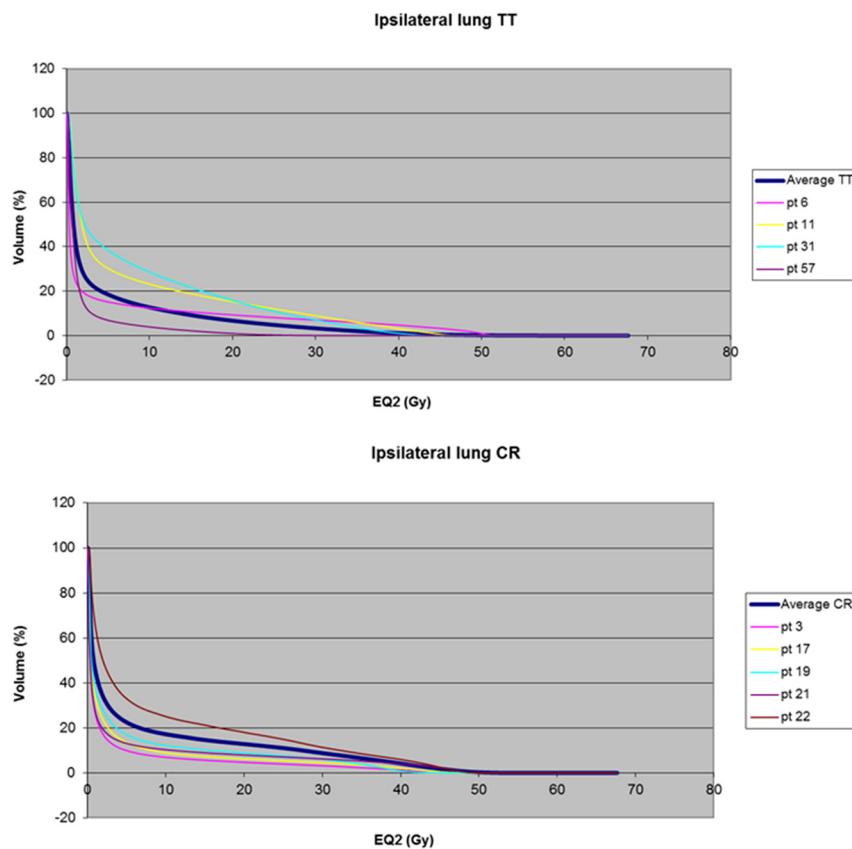 Ipsilateral lung TT
120
100
80
60
40
20
0
-20
Volume (%)
0 10 20 30 40 50 60 70 80
EQ2 (Gy)
Average TT
pt 6
pt 11
pt 31
pt 57
Ipsilateral lung CR
120
100
80
60
40
20
0
-20
Volume (%)
0 10 20 30 40 50 60 70 80
EQ2 (Gy)
Average CR
pt 3
pt 17
pt 19
pt 21
pt 22